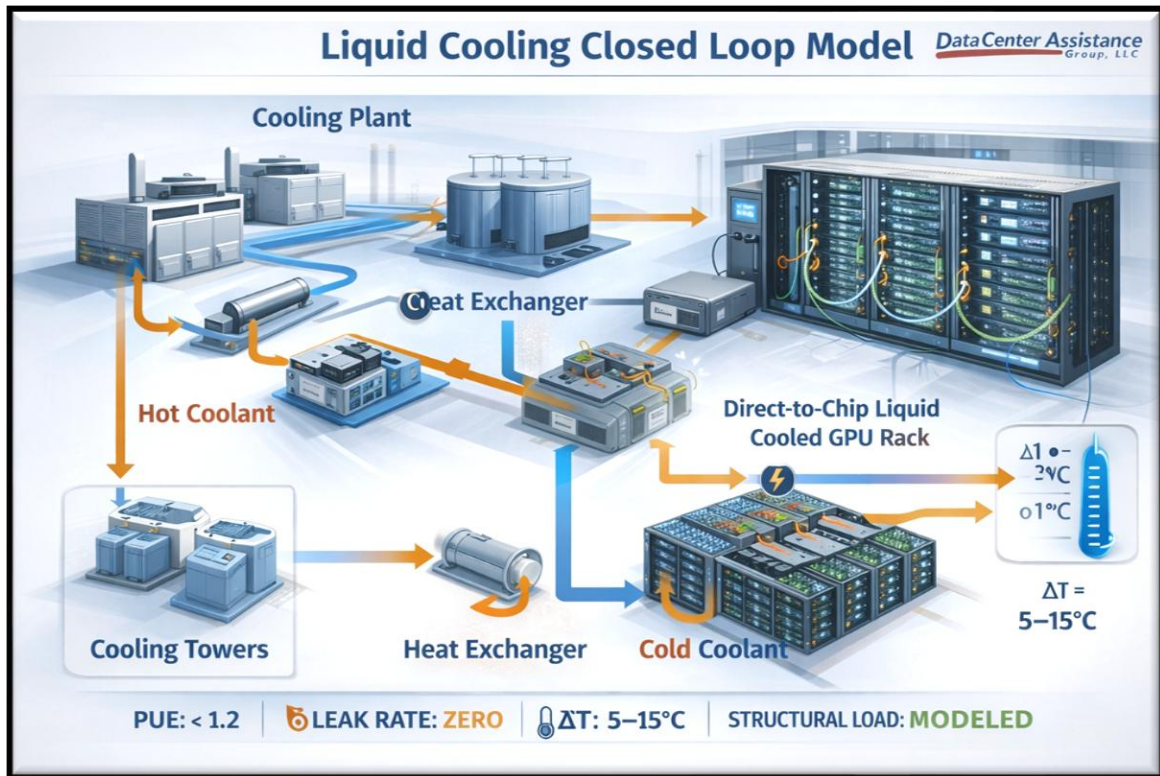 Liquid Cooling Closed Loop Model
DataCenter Assistance
Group, LLC
Cooling Plant
eat Exchanger
Hot Coolant
Direct-to-Chip Liquid
Cooled GPU Rack
ΔT =
5–15°C
Cooling Towers
Heat Exchanger
Cold Coolant
PUE: < 1.2
LEAK RATE: ZERO
ΔT: 5–15°C
STRUCTURAL LOAD: MODELED